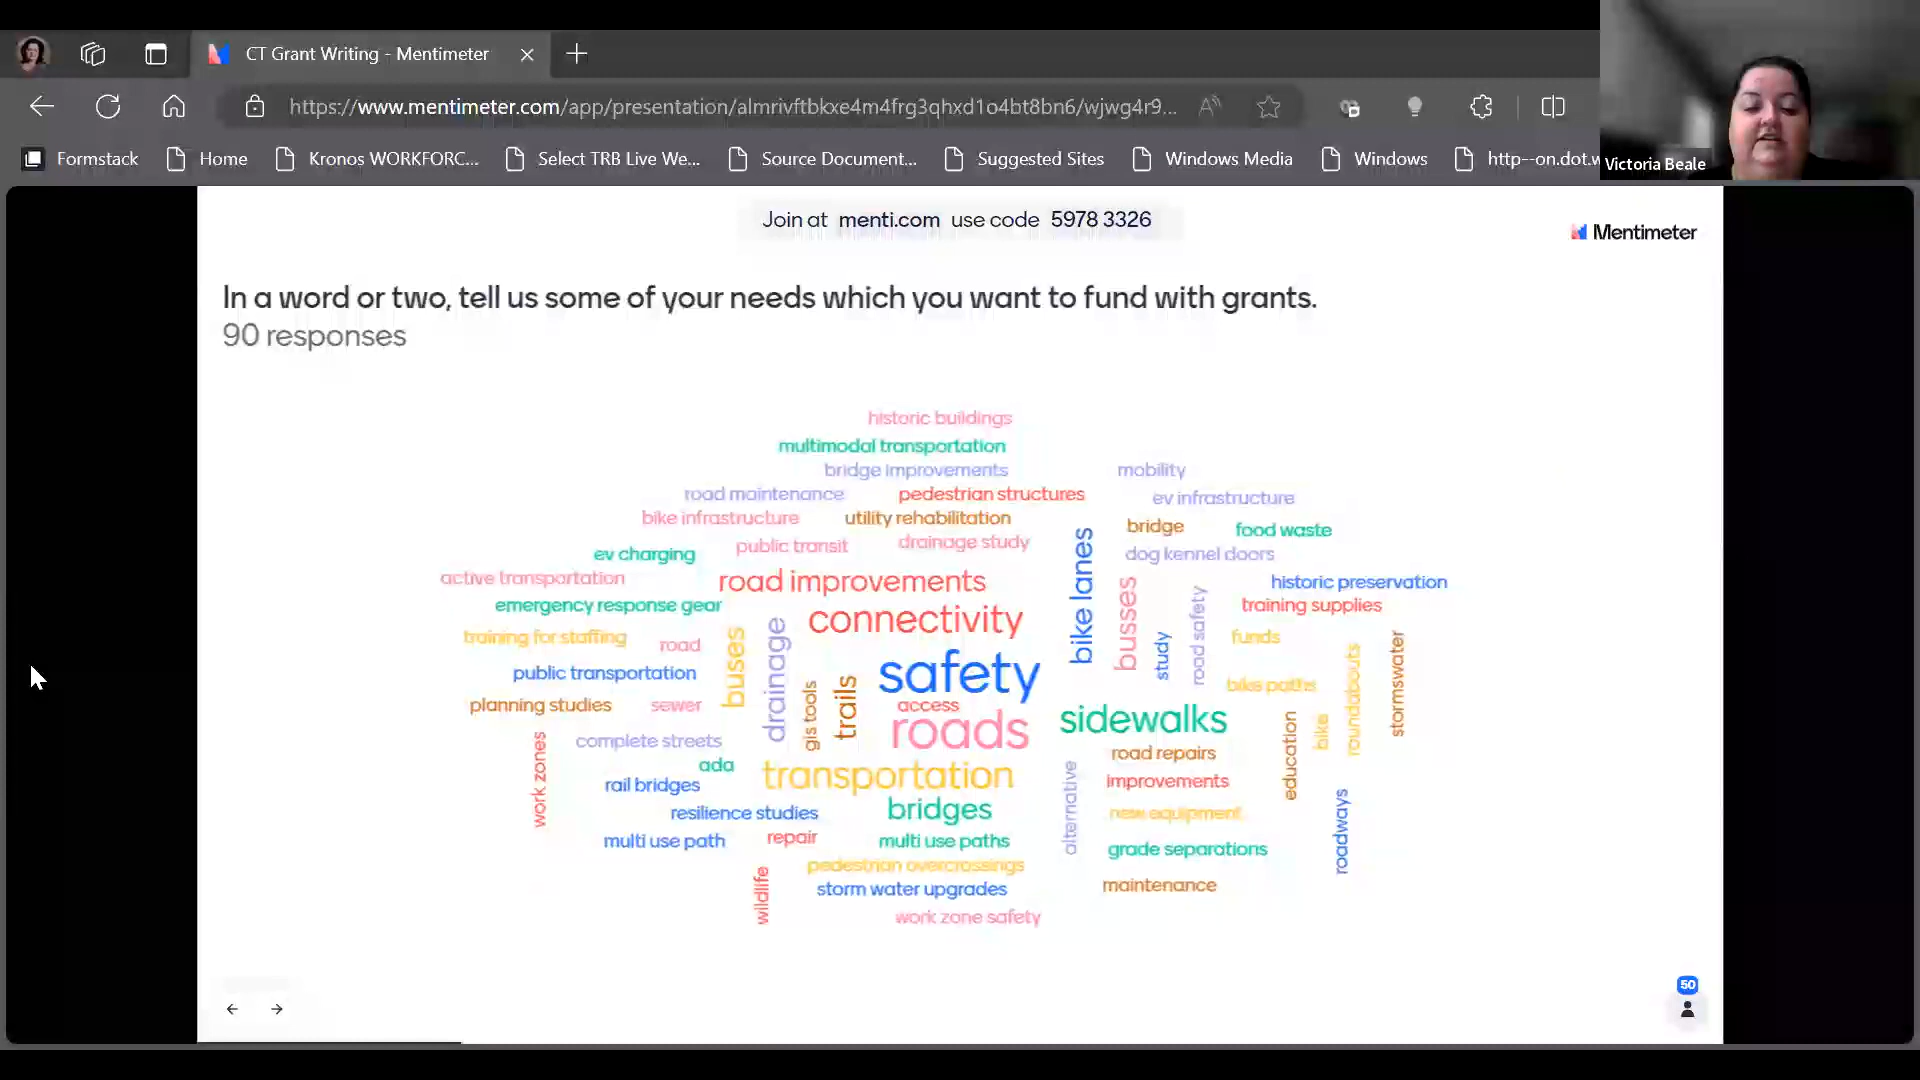 CT Grant Writing - Mentimeter
https://www.mentimeter.com/app/presentation/almrivftbkxe4m4frg3qhxd1o4bt8bn6/wjwg4r9...
Formstack Home Kronos WORKFORC... Select TRB Live We... Source Document... Suggested Sites Windows Media Windows http--on.dot.w
Victoria Beale
Join at menti.com use code 5978 3326
Mentimeter
In a word or two, tell us some of your needs which you want to fund with grants.
90 responses
historic buildings
multimodal transportation
bridge improvements
mobility
road maintenance
pedestrian structures
ev infrastructure
bike infrastructure
utility rehabilitation
bridge
food waste
ev charging
public transit
drainage study
bike lanes
dog kennel doors
active transportation
road improvements
busses
historic preservation
emergency response gear
connectivity
road safety
training supplies
training for staffing
road
buses
drainage
study
funds
roundabouts
stormswater
public transportation
safety
bike paths
planning studies
sewer
gis tools
trails
access
roads
sidewalks
education
bike
work zones
complete streets
road repairs
ada
transportation
alternative
improvements
rail bridges
bridges
roadways
resilience studies
new equipment
multi use path
repair
multi use paths
grade separations
pedestrian overcrossings
wildlife
storm water upgrades
maintenance
work zone safety
50